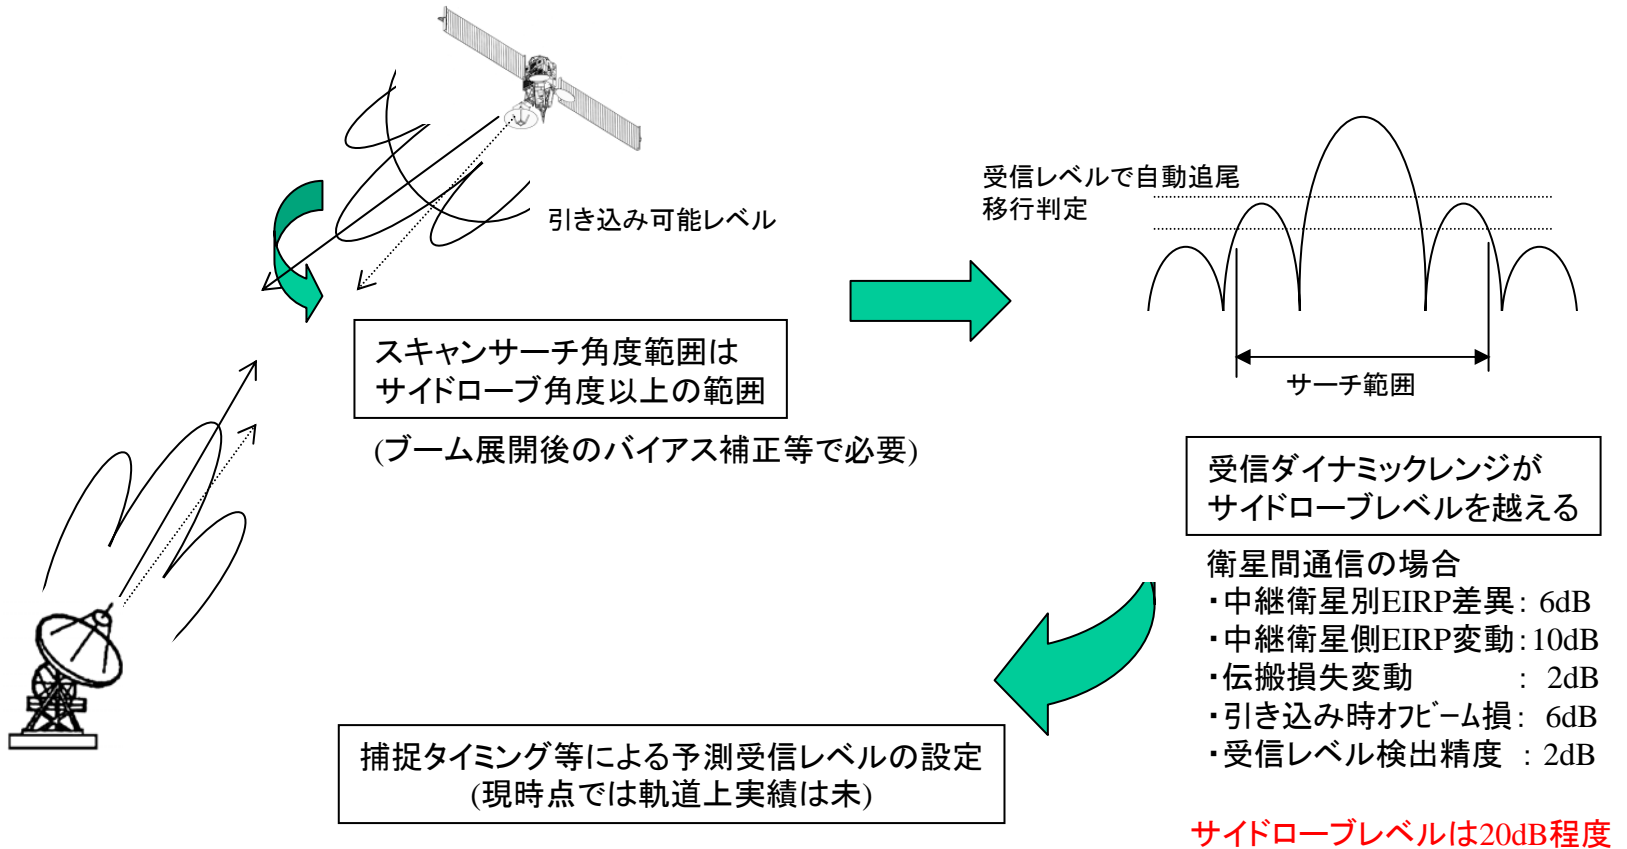 引き込み可能レベル
スキャンサーチ角度範囲は
サイドローブ角度以上の範囲
(ブーム展開後のバイアス補正等で必要)
受信レベルで自動追尾
移行判定
サーチ範囲
受信ダイナミックレンジが
サイドローブレベルを越える
衛星間通信の場合
・中継衛星別EIRP差異: 6dB
・中継衛星側EIRP変動:10dB
・伝搬損失変動 : 2dB
・引き込み時ｵﾌﾋﾞｰﾑ損: 6dB
・受信レベル検出精度 : 2dB
サイドローブレベルは20dB程度
捕捉タイミング等による予測受信レベルの設定
(現時点では軌道上実績は未)